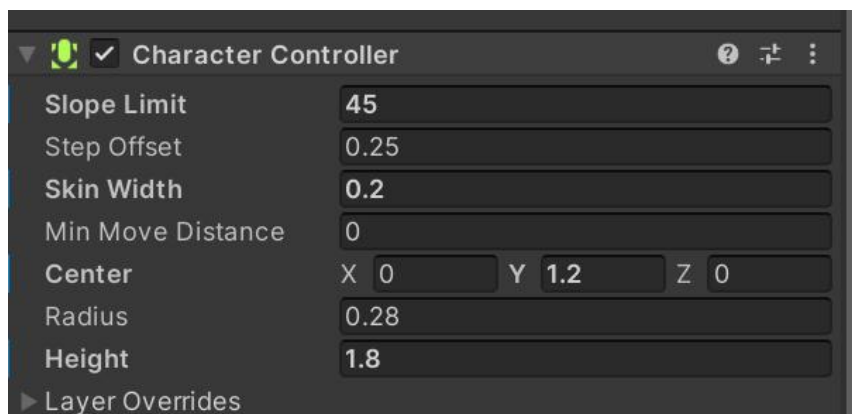 Character Controller
Slope Limit 45
Step Offset 0.25
Skin Width 0.2
Min Move Distance 0
Center X 0 Y 1.2 Z 0
Radius 0.28
Height 1.8
Layer Overrides